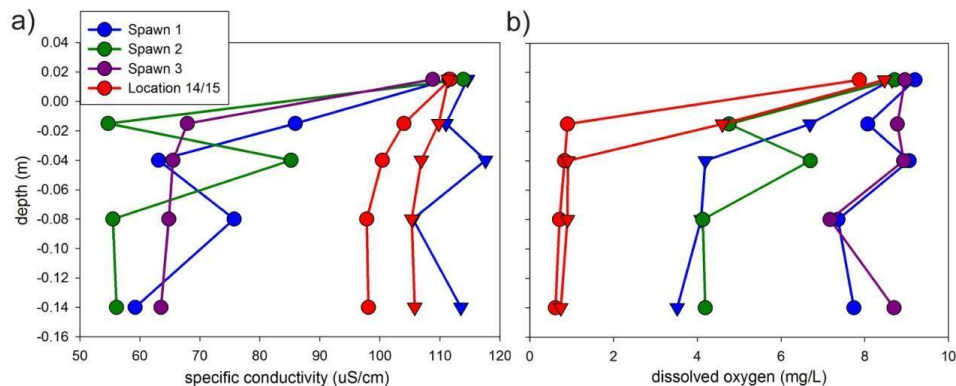 a)
Spawn 1
Spawn 2
Spawn 3
Location 14/15
0.04
0.02
0.00
-0.02
-0.04
-0.06
-0.08
-0.10
-0.12
-0.14
-0.16
depth (m)
50 60 70 80 90 100 110 120
specific conductivity (uS/cm)
b)
0 2 4 6 8 10
dissolved oxygen (mg/L)